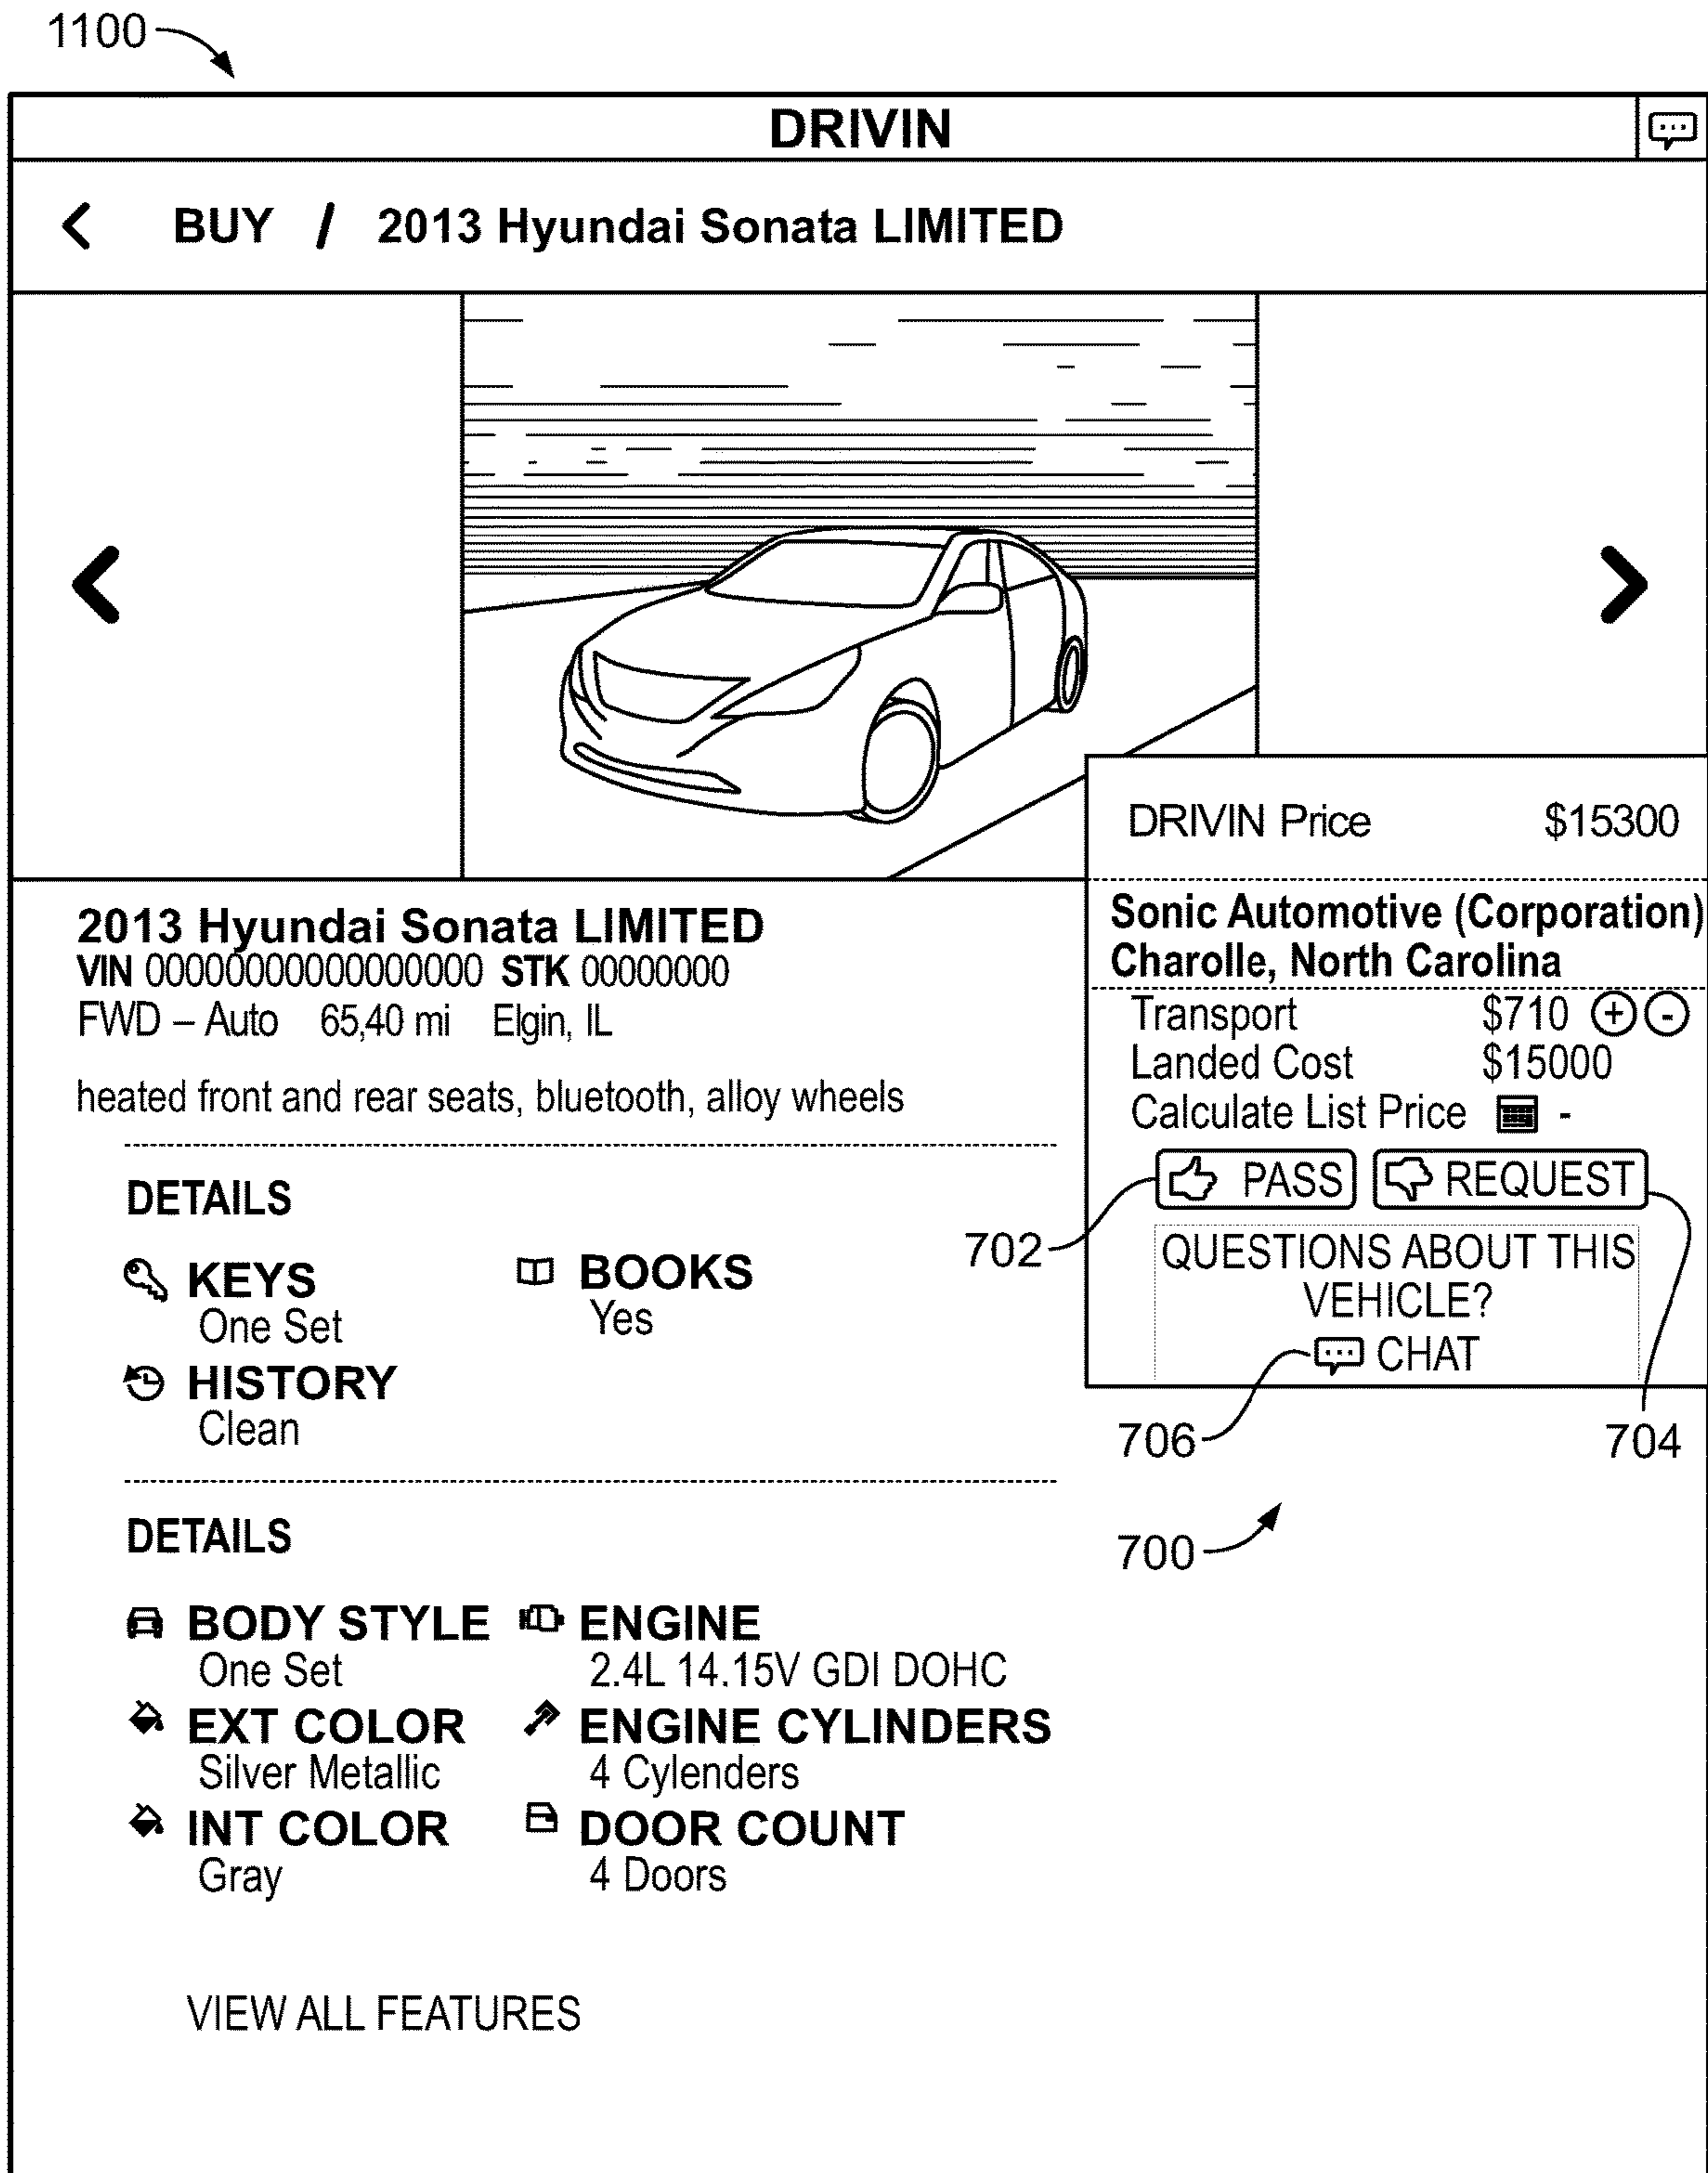 1100
DRIVIN
BUY / 2013 Hyundai Sonata LIMITED
DRIVIN Price $15300
Sonic Automotive (Corporation)
Charolle, North Carolina
Transport $710 + -
Landed Cost $15000
Calculate List Price -
PASS REQUEST
702
QUESTIONS ABOUT THIS
VEHICLE?
CHAT
706
704
700
2013 Hyundai Sonata LIMITED
VIN 00000000000000000 STK 00000000
FWD – Auto 65,40 mi Elgin, IL
heated front and rear seats, bluetooth, alloy wheels
DETAILS
KEYS
One Set
BOOKS
Yes
HISTORY
Clean
DETAILS
BODY STYLE
One Set
ENGINE
2.4L 14.15V GDI DOHC
EXT COLOR
Silver Metallic
ENGINE CYLINDERS
4 Cylenders
INT COLOR
Gray
DOOR COUNT
4 Doors
VIEW ALL FEATURES